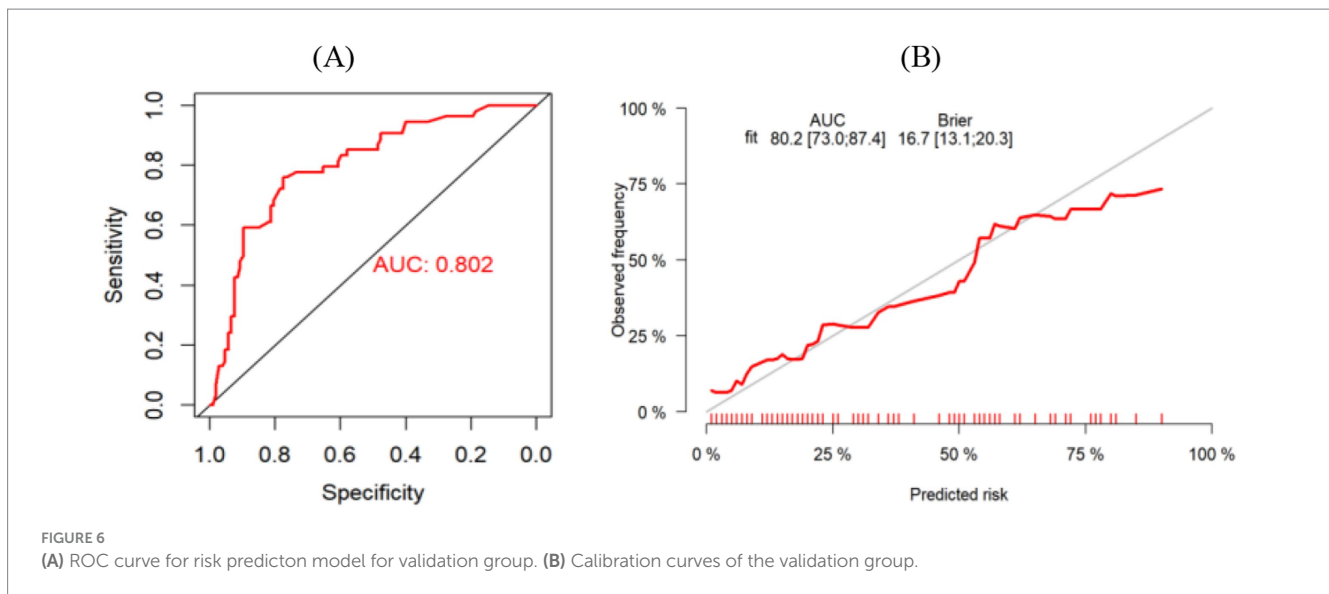 (A)
1.0
0.8
0.6
0.4
0.2
0.0
Sensitivity
AUC: 0.802
1.0 0.8 0.6 0.4 0.2 0.0
Specificity
(B)
100 %
75 %
50 %
25 %
0 %
Observed frequency
AUC Brier
fit 80.2 [73.0;87.4] 16.7 [13.1;20.3]
0 % 25 % 50 % 75 % 100 %
Predicted risk
FIGURE 6
(A) ROC curve for risk predicton model for validation group. (B) Calibration curves of the validation group.